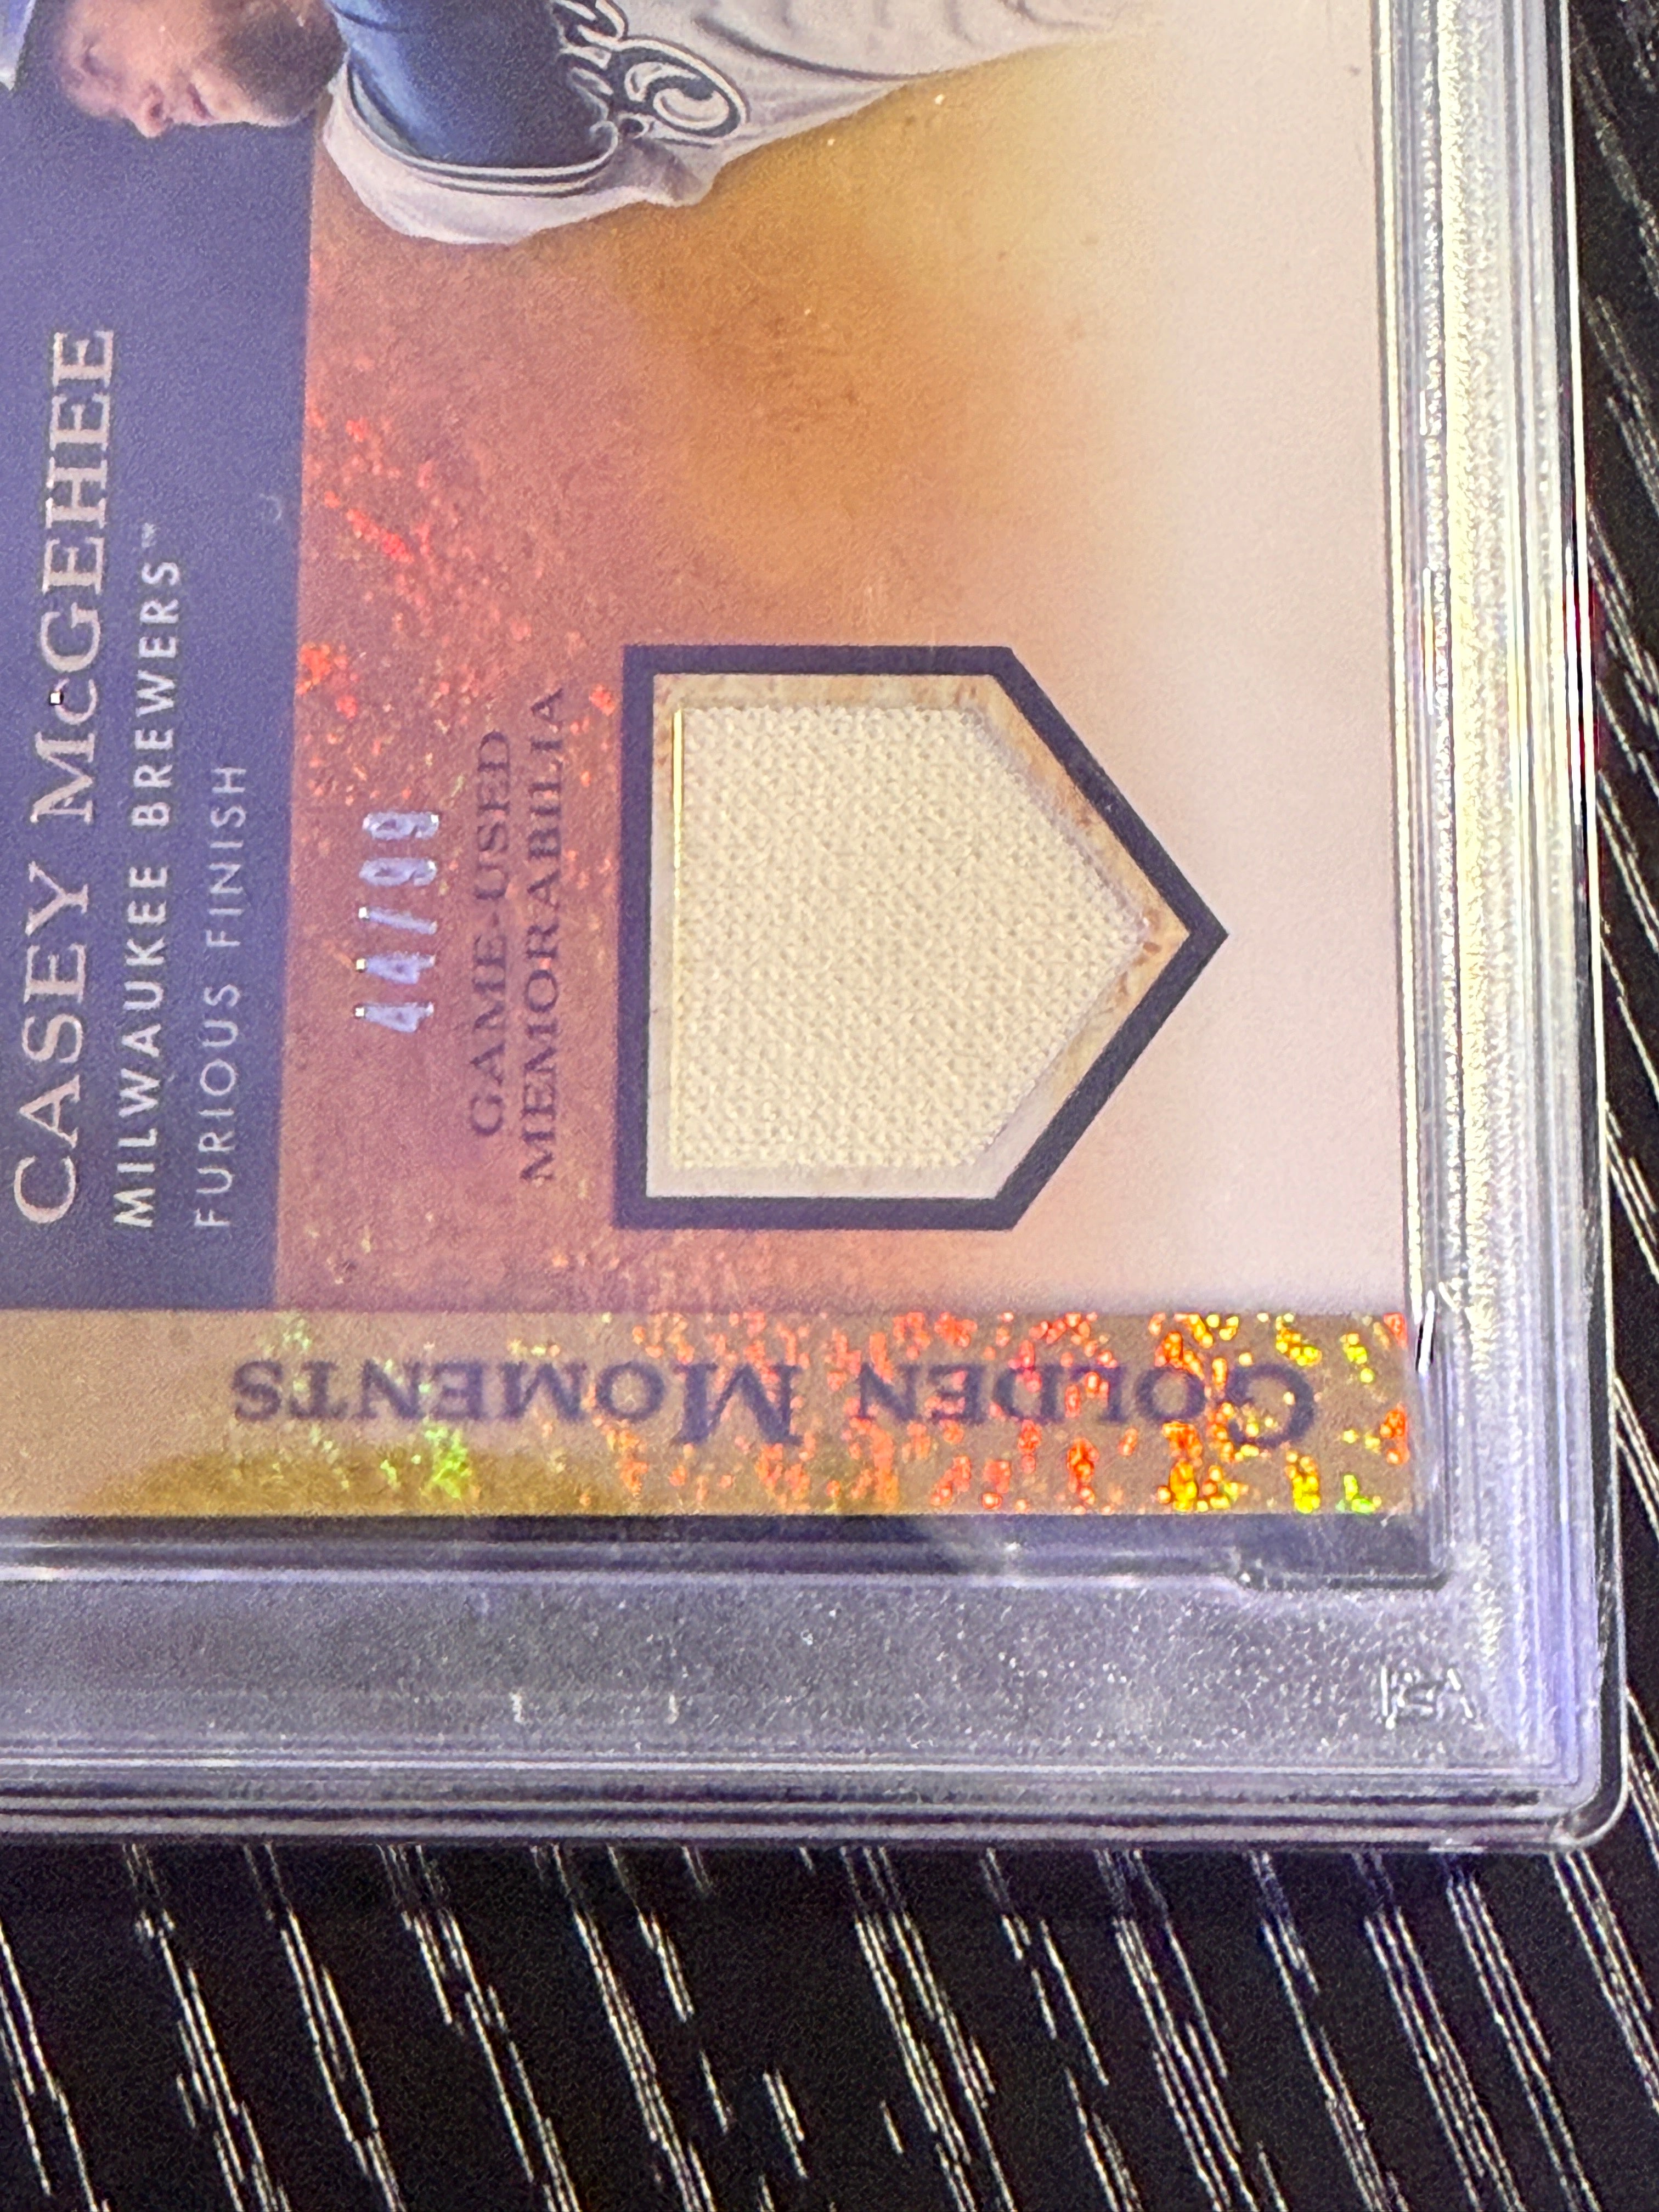 CASEY McGEHEE
MILWAUKEE BREWERS™
FURIOUS FINISH
44/99
GAME-USED
MEMORABILIA
GOLDEN MOMENTS